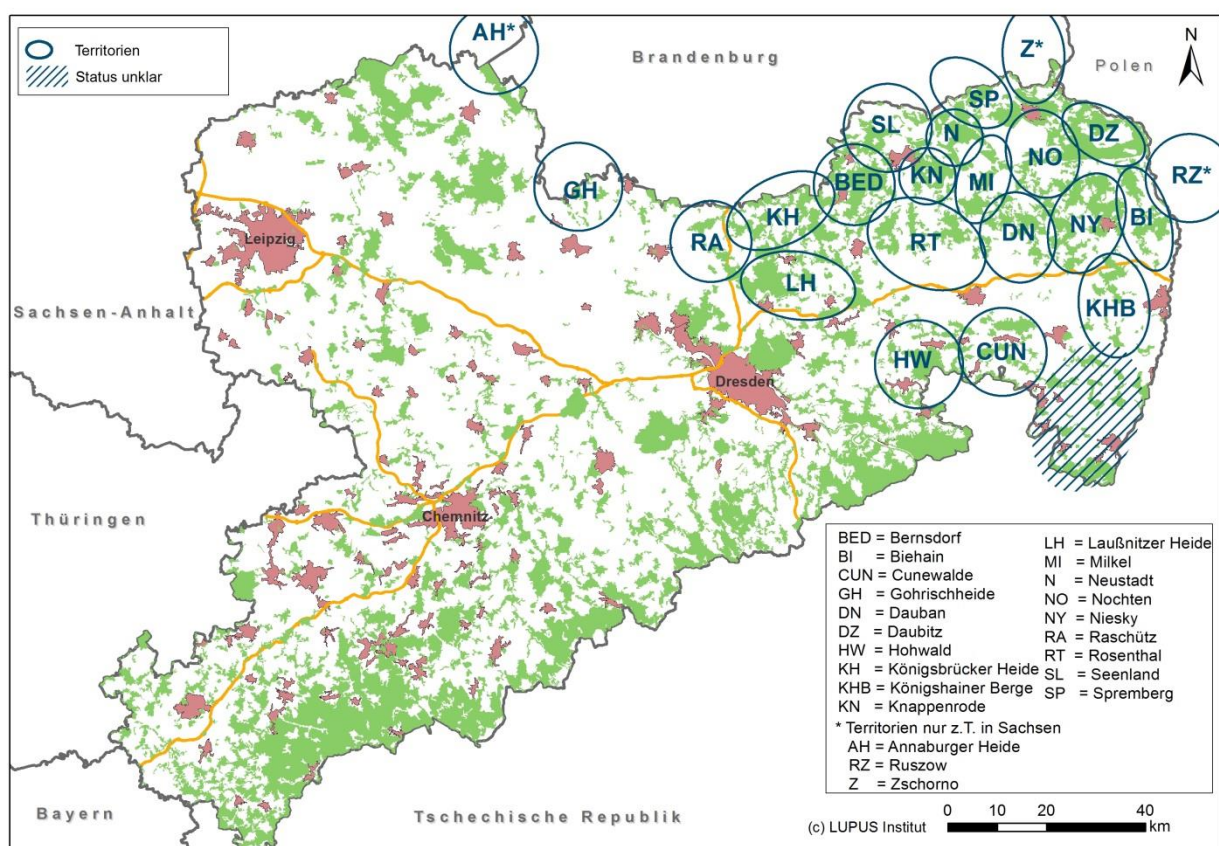 Territorien
Status unklar
AH*
Brandenburg
Z*
N
Polen
SP
SL
N
DZ
NO
GH
BED
KN
MI
RZ*
KH
RA
RT
DN
NY
BI
Leipzig
LH
KHB
Sachsen-Anhalt
HW
CUN
Dresden
Chemnitz
Thüringen
BED = Bernsdorf
BI = Biehain
CUN = Cunewalde
GH = Gohrischheide
DN = Dauban
DZ = Daubitz
HW = Hohwald
KH = Königsbrücker Heide
KHB = Königshainer Berge
KN = Knappenrode
LH = Laußnitzer Heide
MI = Milkel
N = Neustadt
NO = Nochten
NY = Niesky
RA = Raschütz
RT = Rosenthal
SL = Seenland
SP = Spremberg
* Territorien nur z.T. in Sachsen
AH = Annaburger Heide
RZ = Ruszow
Z = Zschorno
Bayern
Tschechische Republik
(c) LUPUS Institut
0 10 20 40
km